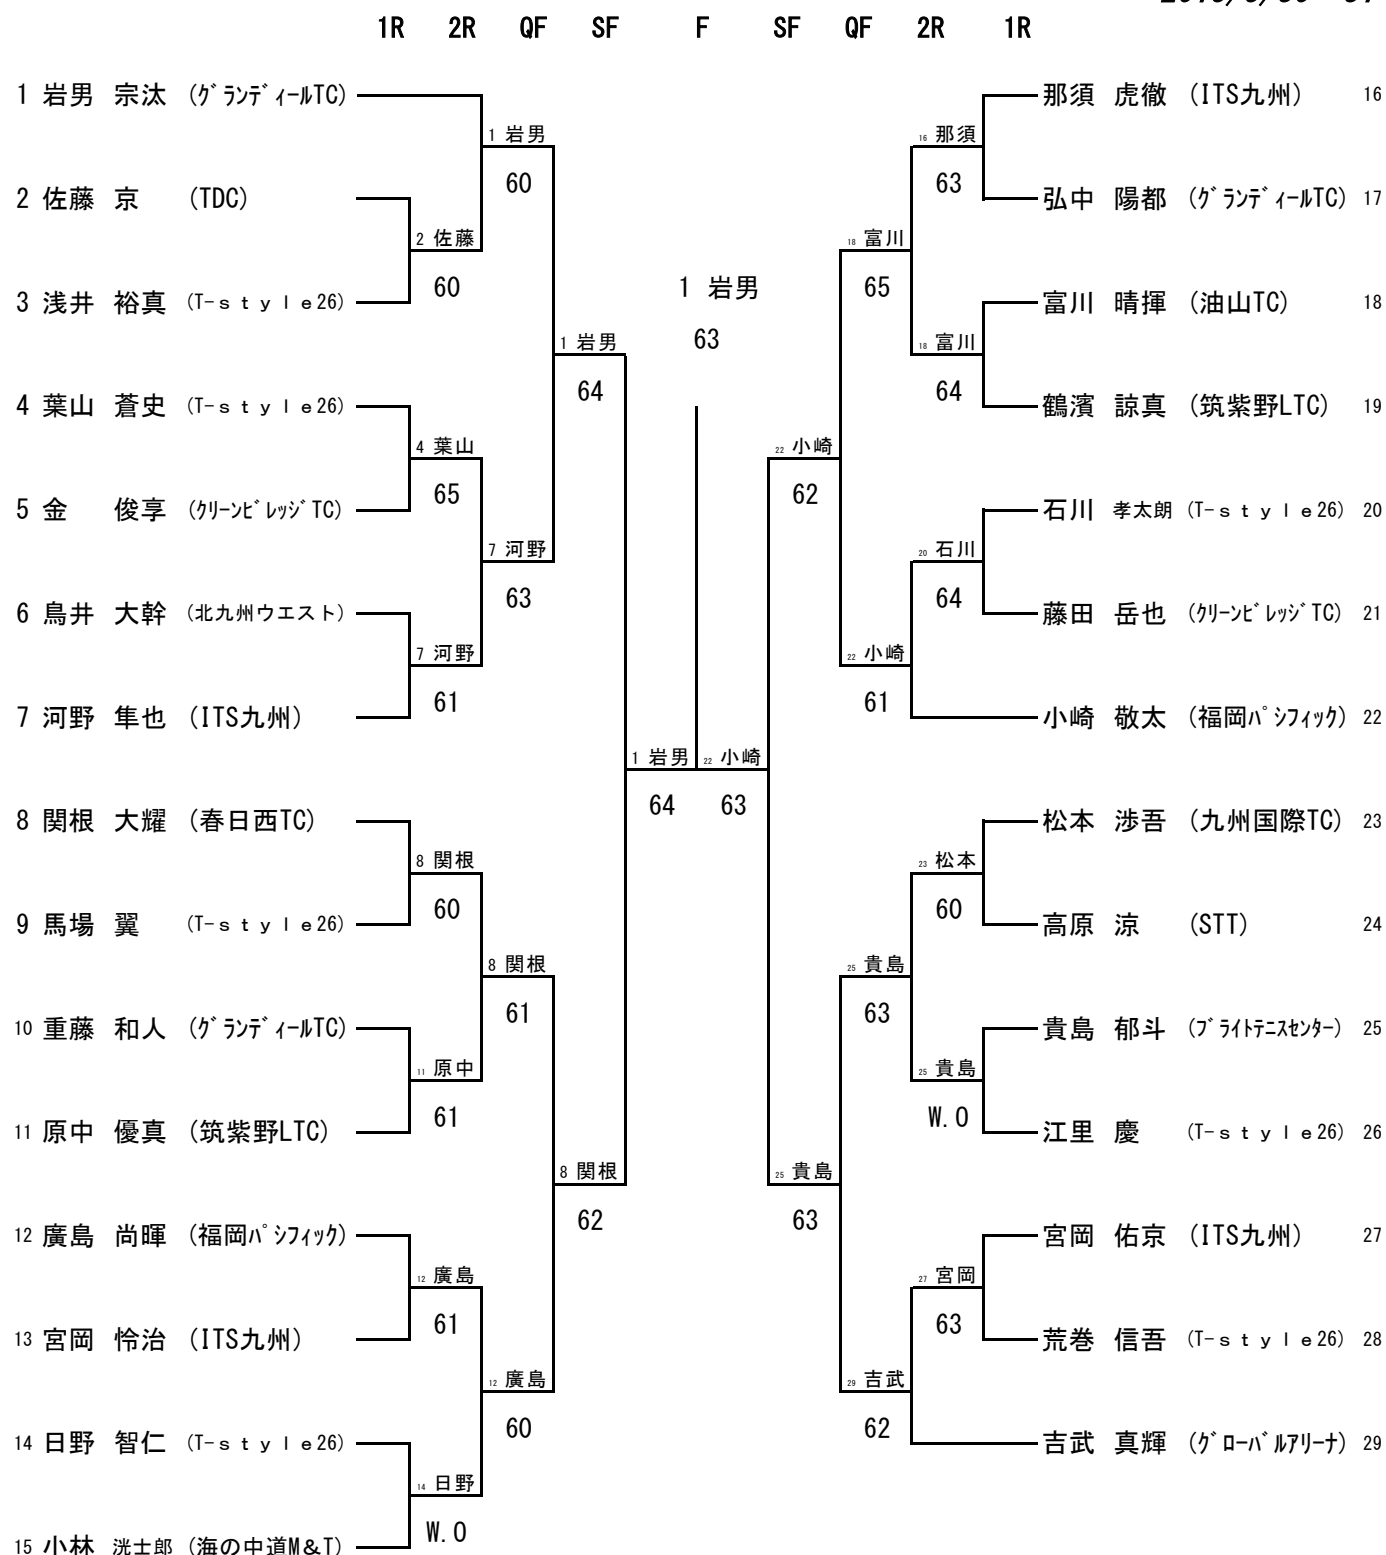 1R 2R QF SF F SF QF 2R 1R
1 岩男 宗汰 (グランディールTC)
2 佐藤 京 (TDC)
3 浅井 裕真 (T-style26)
4 葉山 蒼史 (T-style26)
5 金 俊享 (クリーンビレッジTC)
6 鳥井 大幹 (北九州ウエスト)
7 河野 隼也 (ITS九州)
8 関根 大耀 (春日西TC)
9 馬場 翼 (T-style26)
10 重藤 和人 (グランディールTC)
11 原中 優真 (筑紫野LTC)
12 廣島 尚暉 (福岡パシフィック)
13 宮岡 怜治 (ITS九州)
14 日野 智仁 (T-style26)
15 小林 洸士郎 (海の中道M&T)
2 佐藤
60
4 葉山
65
7 河野
61
8 関根
60
11 原中
61
12 廣島
61
14 日野
W.O
1 岩男
60
7 河野
63
8 関根
61
12 廣島
60
1 岩男
64
8 関根
62
1 岩男
64
1 岩男
63
22 小崎
63
22 小崎
62
25 貴島
63
18 富川
65
22 小崎
61
25 貴島
63
29 吉武
62
16 那須
63
18 富川
64
20 石川
64
23 松本
60
25 貴島
W.O
27 宮岡
63
那須 虎徹 (ITS九州) 16
弘中 陽都 (グランディールTC) 17
富川 晴揮 (油山TC) 18
鶴濱 諒真 (筑紫野LTC) 19
石川 孝太朗 (T-style26) 20
藤田 岳也 (クリーンビレッジTC) 21
小崎 敬太 (福岡パシフィック) 22
松本 渉吾 (九州国際TC) 23
高原 涼 (STT) 24
貴島 郁斗 (ブライトテニスセンター) 25
江里 慶 (T-style26) 26
宮岡 佑京 (ITS九州) 27
荒巻 信吾 (T-style26) 28
吉武 真輝 (グローバルアリーナ) 29